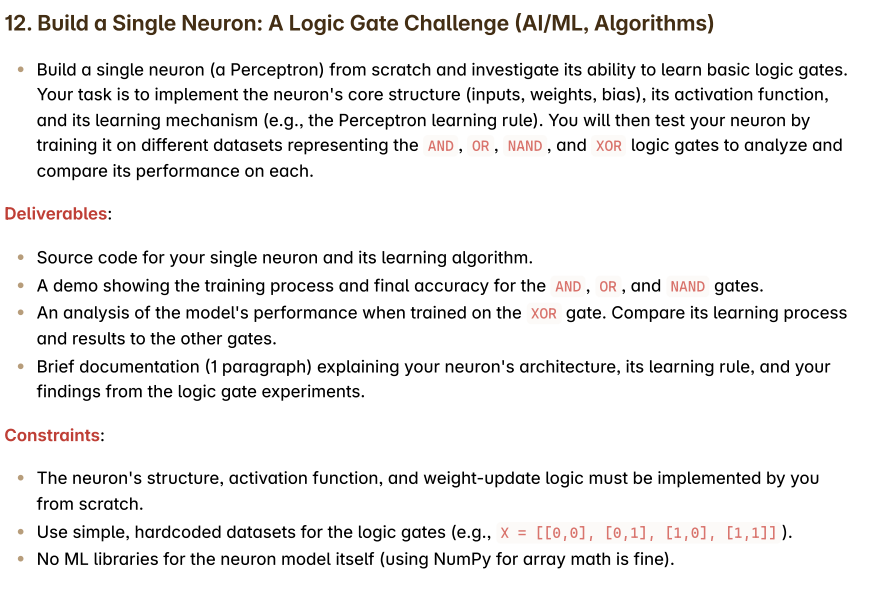 12. Build a Single Neuron: A Logic Gate Challenge (AI/ML, Algorithms)
• Build a single neuron (a Perceptron) from scratch and investigate its ability to learn basic logic gates.
Your task is to implement the neuron's core structure (inputs, weights, bias), its activation function,
and its learning mechanism (e.g., the Perceptron learning rule). You will then test your neuron by
training it on different datasets representing the AND, OR, NAND, and XOR logic gates to analyze and
compare its performance on each.
Deliverables:
• Source code for your single neuron and its learning algorithm.
• A demo showing the training process and final accuracy for the AND, OR, and NAND gates.
• An analysis of the model's performance when trained on the XOR gate. Compare its learning process
and results to the other gates.
• Brief documentation (1 paragraph) explaining your neuron's architecture, its learning rule, and your
findings from the logic gate experiments.
Constraints:
• The neuron's structure, activation function, and weight-update logic must be implemented by you
from scratch.
• Use simple, hardcoded datasets for the logic gates (e.g., X = [[0,0], [0,1], [1,0], [1,1]]).
• No ML libraries for the neuron model itself (using NumPy for array math is fine).